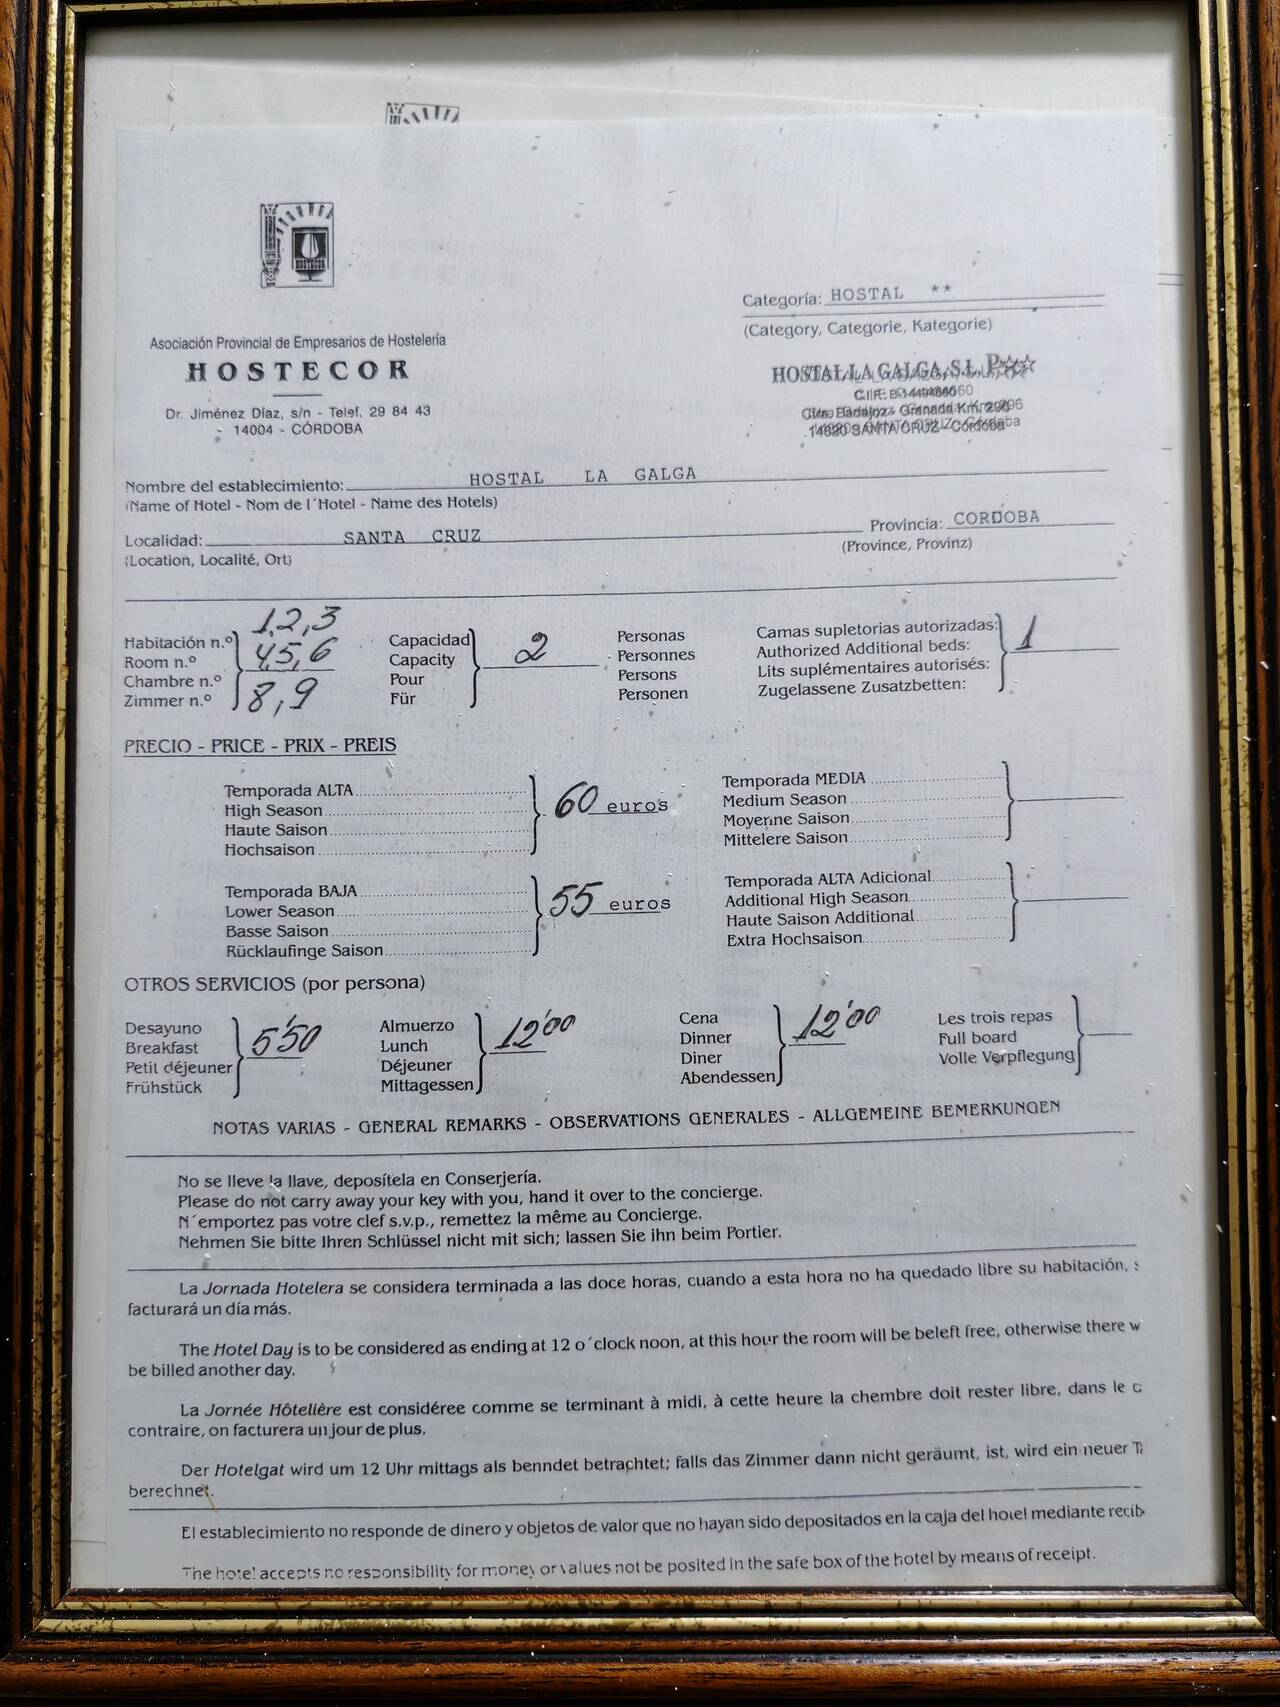 HOSTECOR
Categoría: HOSTAL **
(Category, Categorie, Kategorie)
Asociación Provincial de Empresarios de Hostelería
HOSTECOR
Dr. Jiménez Díaz, s/n - Telef. 29 84 43
14004 - CÓRDOBA
HOSTAL LA GALGA, S.L. P☆☆
C.I.F. B-14494660
Ctra. Badajoz - Granada Km. 296
14820 SANTA CRUZ - Córdoba
Nombre del establecimiento: HOSTAL LA GALGA
(Name of Hotel - Nom de l´Hotel - Name des Hotels)
Localidad: SANTA CRUZ Provincia: CORDOBA
(Location, Localité, Ort) (Province, Provinz)
Habitación n.º
Room n.º
Chambre n.º
Zimmer n.º
1,2,3
4,5,6
8,9
Capacidad
Capacity
Pour
Für
2
Personas
Personnes
Persons
Personen
Camas supletorias autorizadas:
Authorized Additional beds:
Lits suplémentaires autorisés:
Zugelassene Zusatzbetten:
1
PRECIO - PRICE - PRIX - PREIS
Temporada ALTA
High Season
Haute Saison
Hochsaison
60 euros
Temporada MEDIA
Medium Season
Moyenne Saison
Mittelere Saison
Temporada BAJA
Lower Season
Basse Saison
Rücklaufinge Saison
55 euros
Temporada ALTA Adicional
Additional High Season
Haute Saison Additional
Extra Hochsaison
OTROS SERVICIOS (por persona)
Desayuno
Breakfast
Petit déjeuner
Frühstück
5'50
Almuerzo
Lunch
Déjeuner
Mittagessen
12'00
Cena
Dinner
Diner
Abendessen
12'00
Les trois repas
Full board
Volle Verpflegung
NOTAS VARIAS - GENERAL REMARKS - OBSERVATIONS GENERALES - ALLGEMEINE BEMERKUNGEN
No se lleve la llave, deposítela en Conserjería.
Please do not carry away your key with you, hand it over to the concierge.
N´emportez pas votre clef s.v.p., remettez la même au Concierge.
Nehmen Sie bitte Ihren Schlüssel nicht mit sich; lassen Sie ihn beim Portier.
La Jornada Hotelera se considera terminada a las doce horas, cuando a esta hora no ha quedado libre su habitación, s
facturará un día más.
The Hotel Day is to be considered as ending at 12 o´clock noon, at this hour the room will be beleft free, otherwise there w
be billed another day.
La Jornée Hôtelière est considéree comme se terminant à midi, à cette heure la chembre doit rester libre, dans le c
contraire, on facturera un jour de plus.
Der Hotelgat wird um 12 Uhr mittags als benndet betrachtet; falls das Zimmer dann nicht geräumt, ist, wird ein neuer Ta
berechnet.
El establecimiento no responde de dinero y objetos de valor que no hayan sido depositados en la caja del hotel mediante recib
The hotel accepts no responsibility for money or values not be posited in the safe box of the hotel by means of receipt.